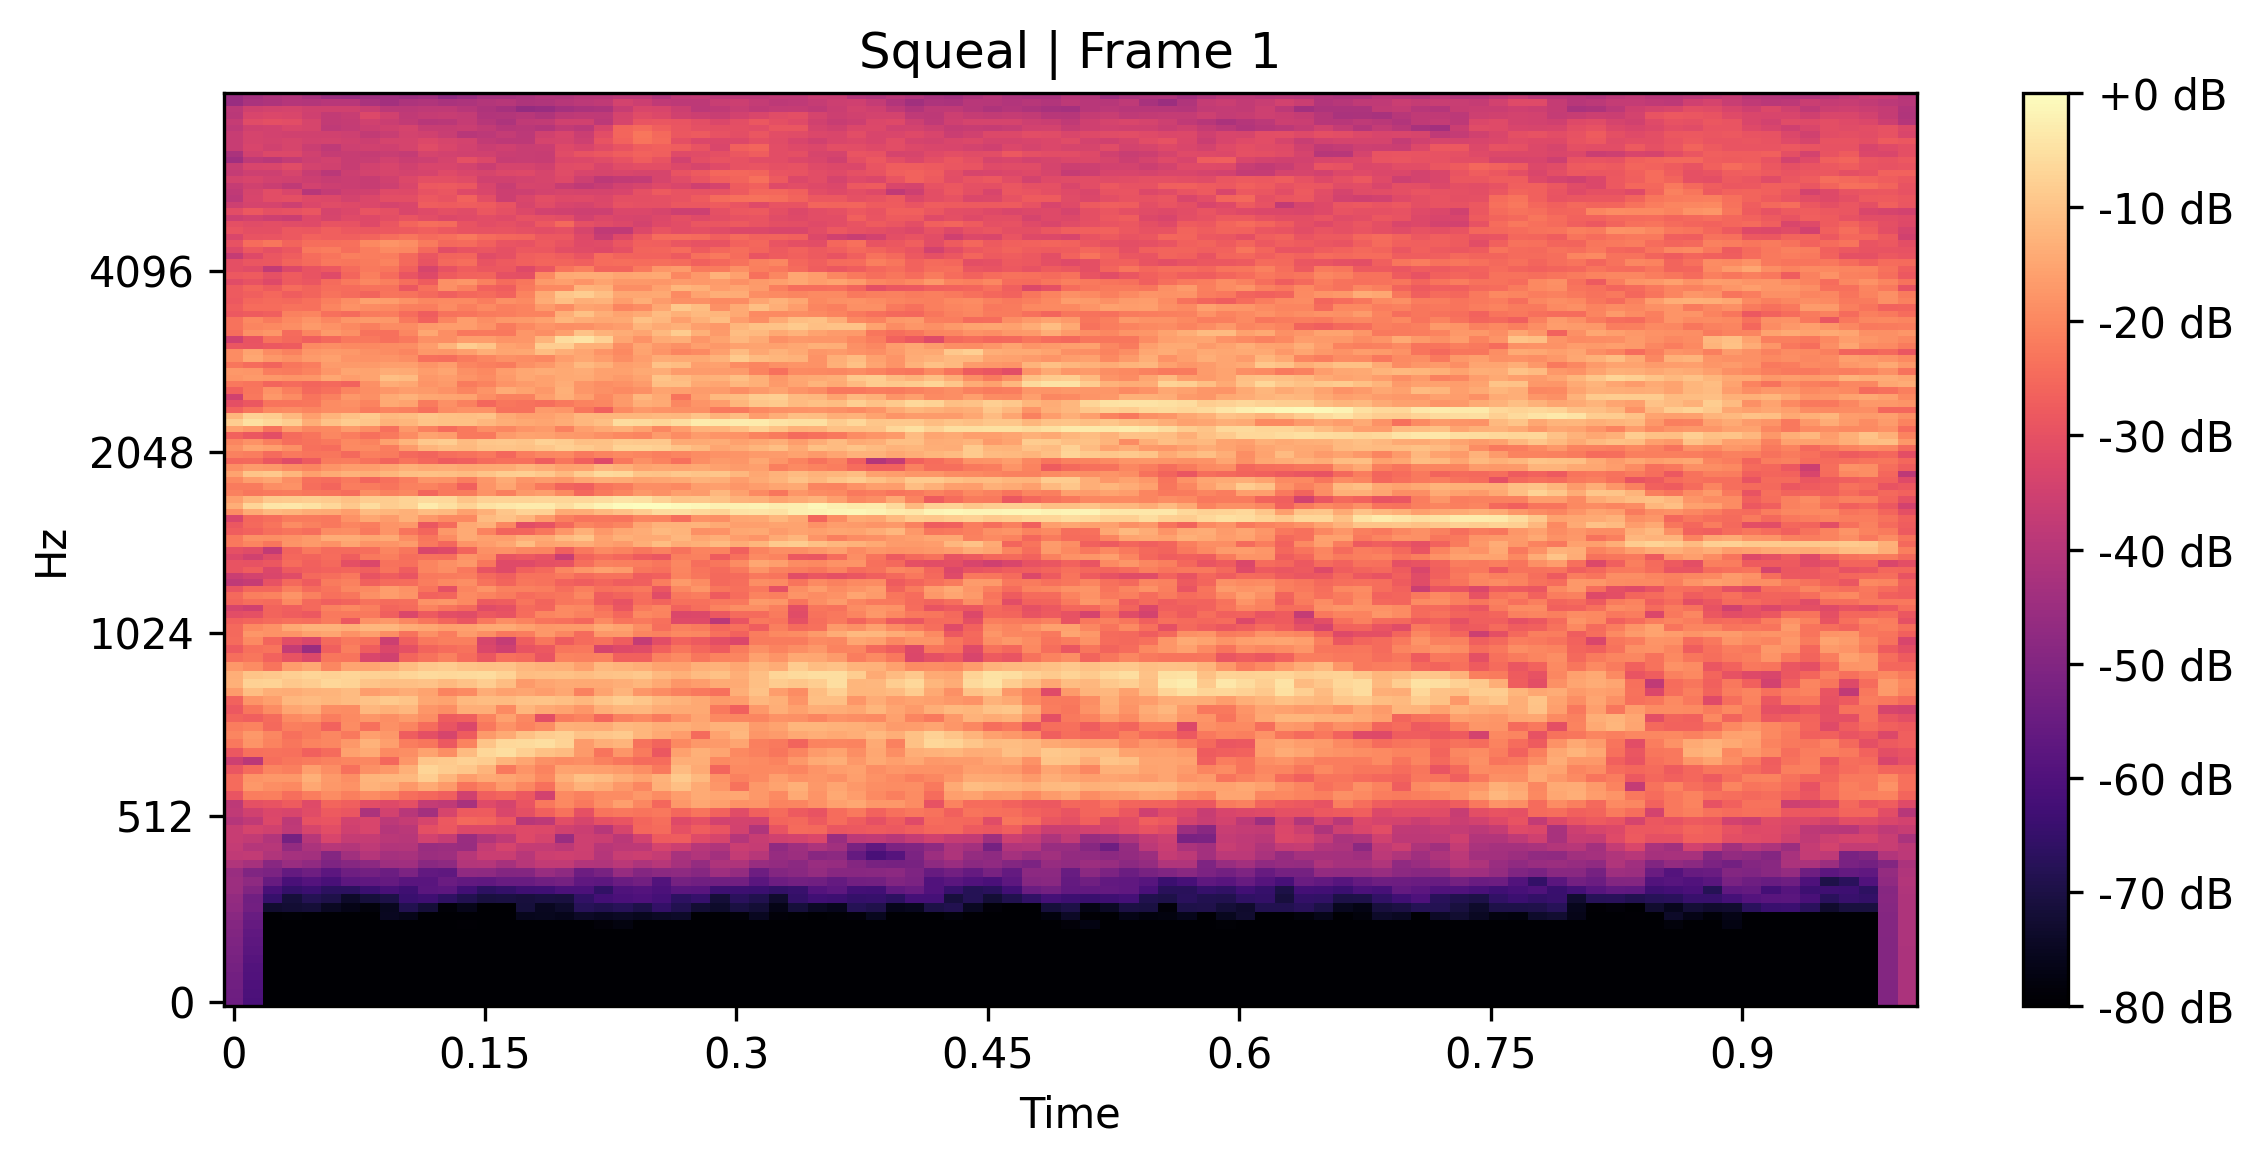 Squeal | Frame 1
+0 dB
-10 dB
-20 dB
-30 dB
-40 dB
-50 dB
-60 dB
-70 dB
-80 dB
Hz
4096
2048
1024
512
0
0 0.15 0.3 0.45 0.6 0.75 0.9
Time